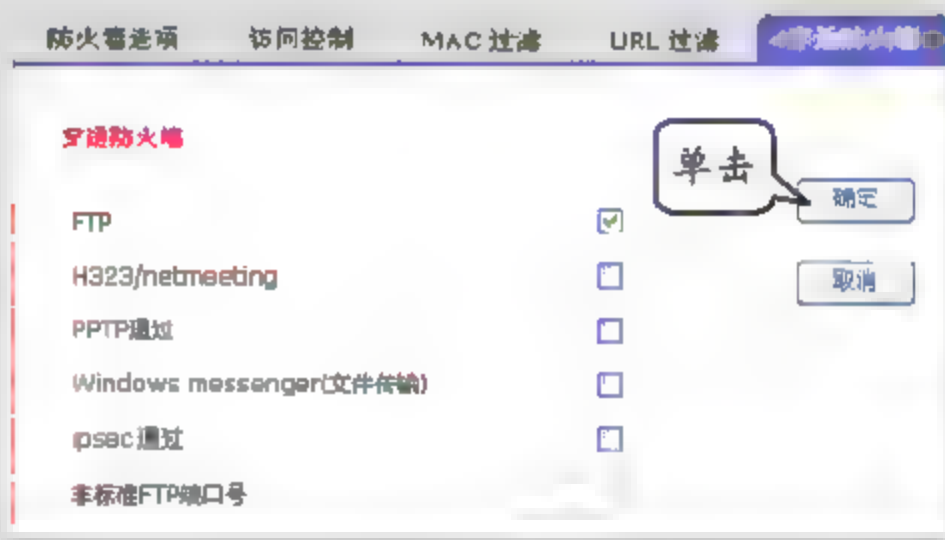 防火墙选项 访问控制 MAC 过滤 URL 过滤
穿透防火墙
单击
确定
FTP
H323/netmeeting
取消
PPTP通过
Windows messenger(文件传输)
ipsec通过
非标准FTP端口号